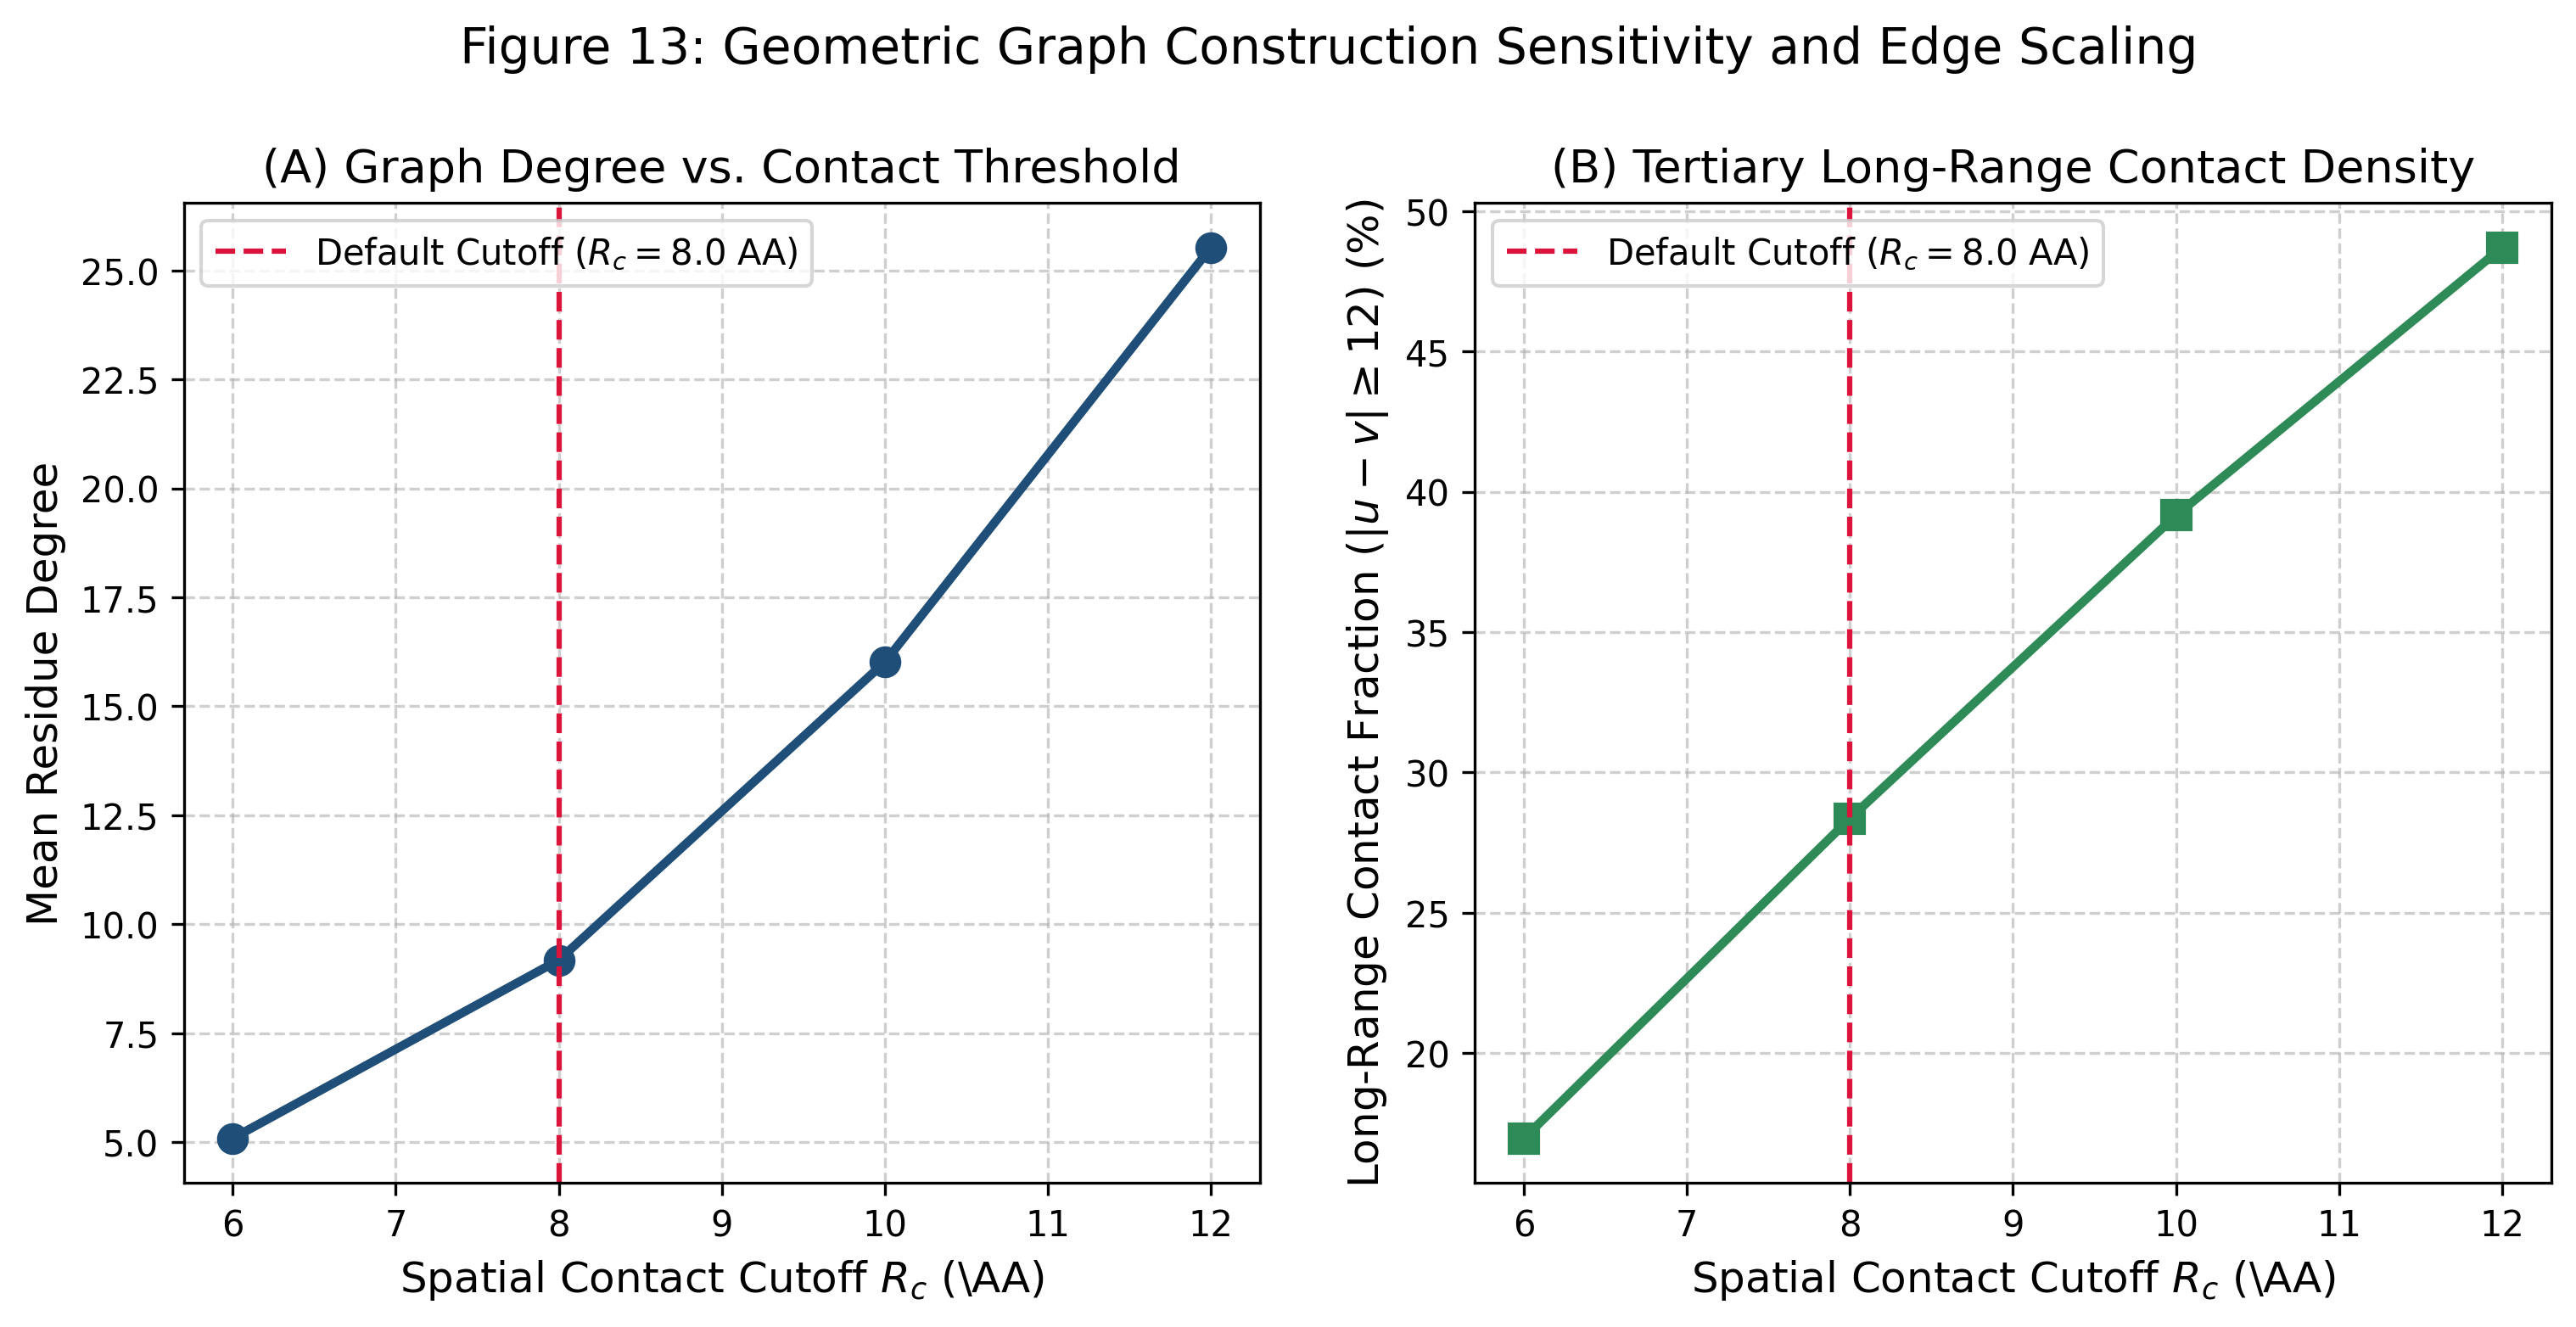 Figure 13: Geometric Graph Construction Sensitivity and Edge Scaling
(A) Graph Degree vs. Contact Threshold
Default Cutoff (R_c = 8.0 AA)
Mean Residue Degree
25.0
22.5
20.0
17.5
15.0
12.5
10.0
7.5
5.0
6 7 8 9 10 11 12
Spatial Contact Cutoff R_c (\AA)
(B) Tertiary Long-Range Contact Density
Default Cutoff (R_c = 8.0 AA)
Long-Range Contact Fraction (|u − v| ≥ 12) (%)
50
45
40
35
30
25
20
6 7 8 9 10 11 12
Spatial Contact Cutoff R_c (\AA)